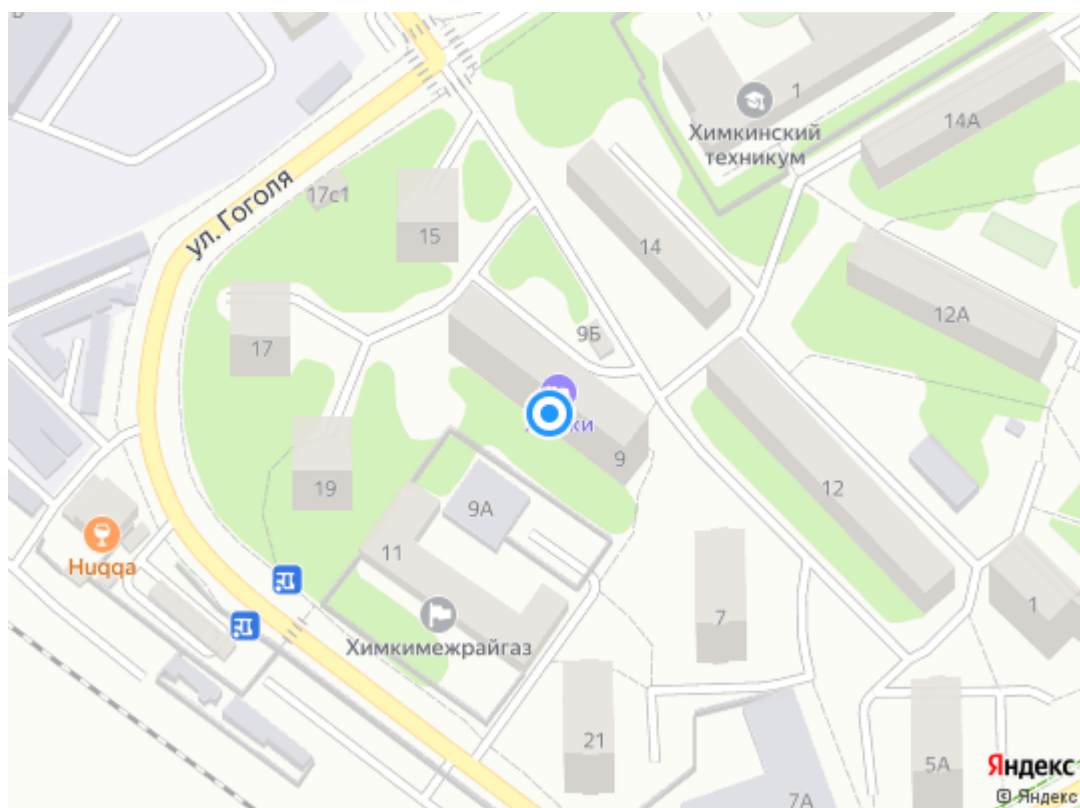 1
Химкинский
техникум
14А
ул. Гоголя
17с1
15
14
9Б
12А
17
9
12
19
9А
11
Huqqa
7
1
Химкимежрайгаз
21
5А
7А
Яндекс
© Яндекс